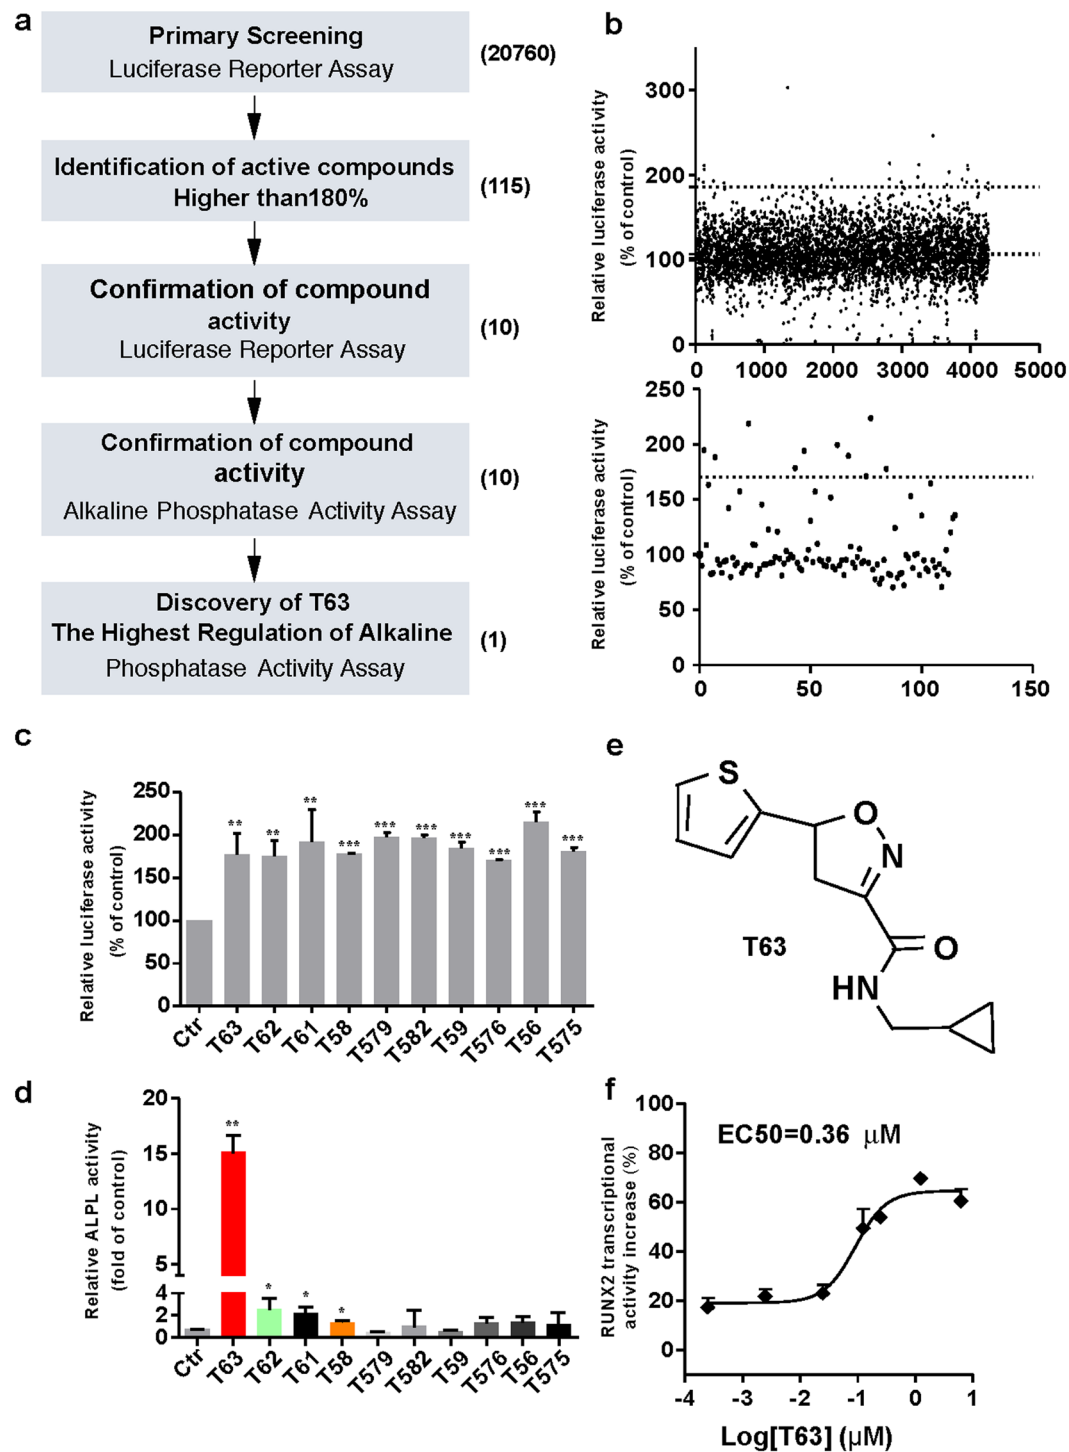 a
Primary Screening
Luciferase Reporter Assay
(20760)
Identification of active compounds
Higher than180%
(115)
Confirmation of compound
activity
Luciferase Reporter Assay
(10)
Confirmation of compound
activity
Alkaline Phosphatase Activity Assay
(10)
Discovery of T63
The Highest Regulation of Alkaline
Phosphatase Activity Assay
(1)
b
Relative luciferase activity
(% of control)
300
200
100
0
0 1000 2000 3000 4000 5000
Relative luciferase activity
(% of control)
250
200
150
100
50
0
0 50 100 150
c
Relative luciferase activity
(% of control)
250
200
150
100
50
0
** ** ** *** *** *** *** *** *** ***
Ctr T63 T62 T61 T58 T579 T582 T59 T576 T56 T575
d
Relative ALPL activity
(fold of control)
20
15
10
5
4
2
0
** * * *
Ctr T63 T62 T61 T58 T579 T582 T59 T576 T56 T575
e
S
O
N
O
HN
T63
f
RUNX2 transcriptional
activity increase (%)
100
80
60
40
20
0
EC50=0.36 μM
-4 -3 -2 -1 0 1
Log[T63] (μM)